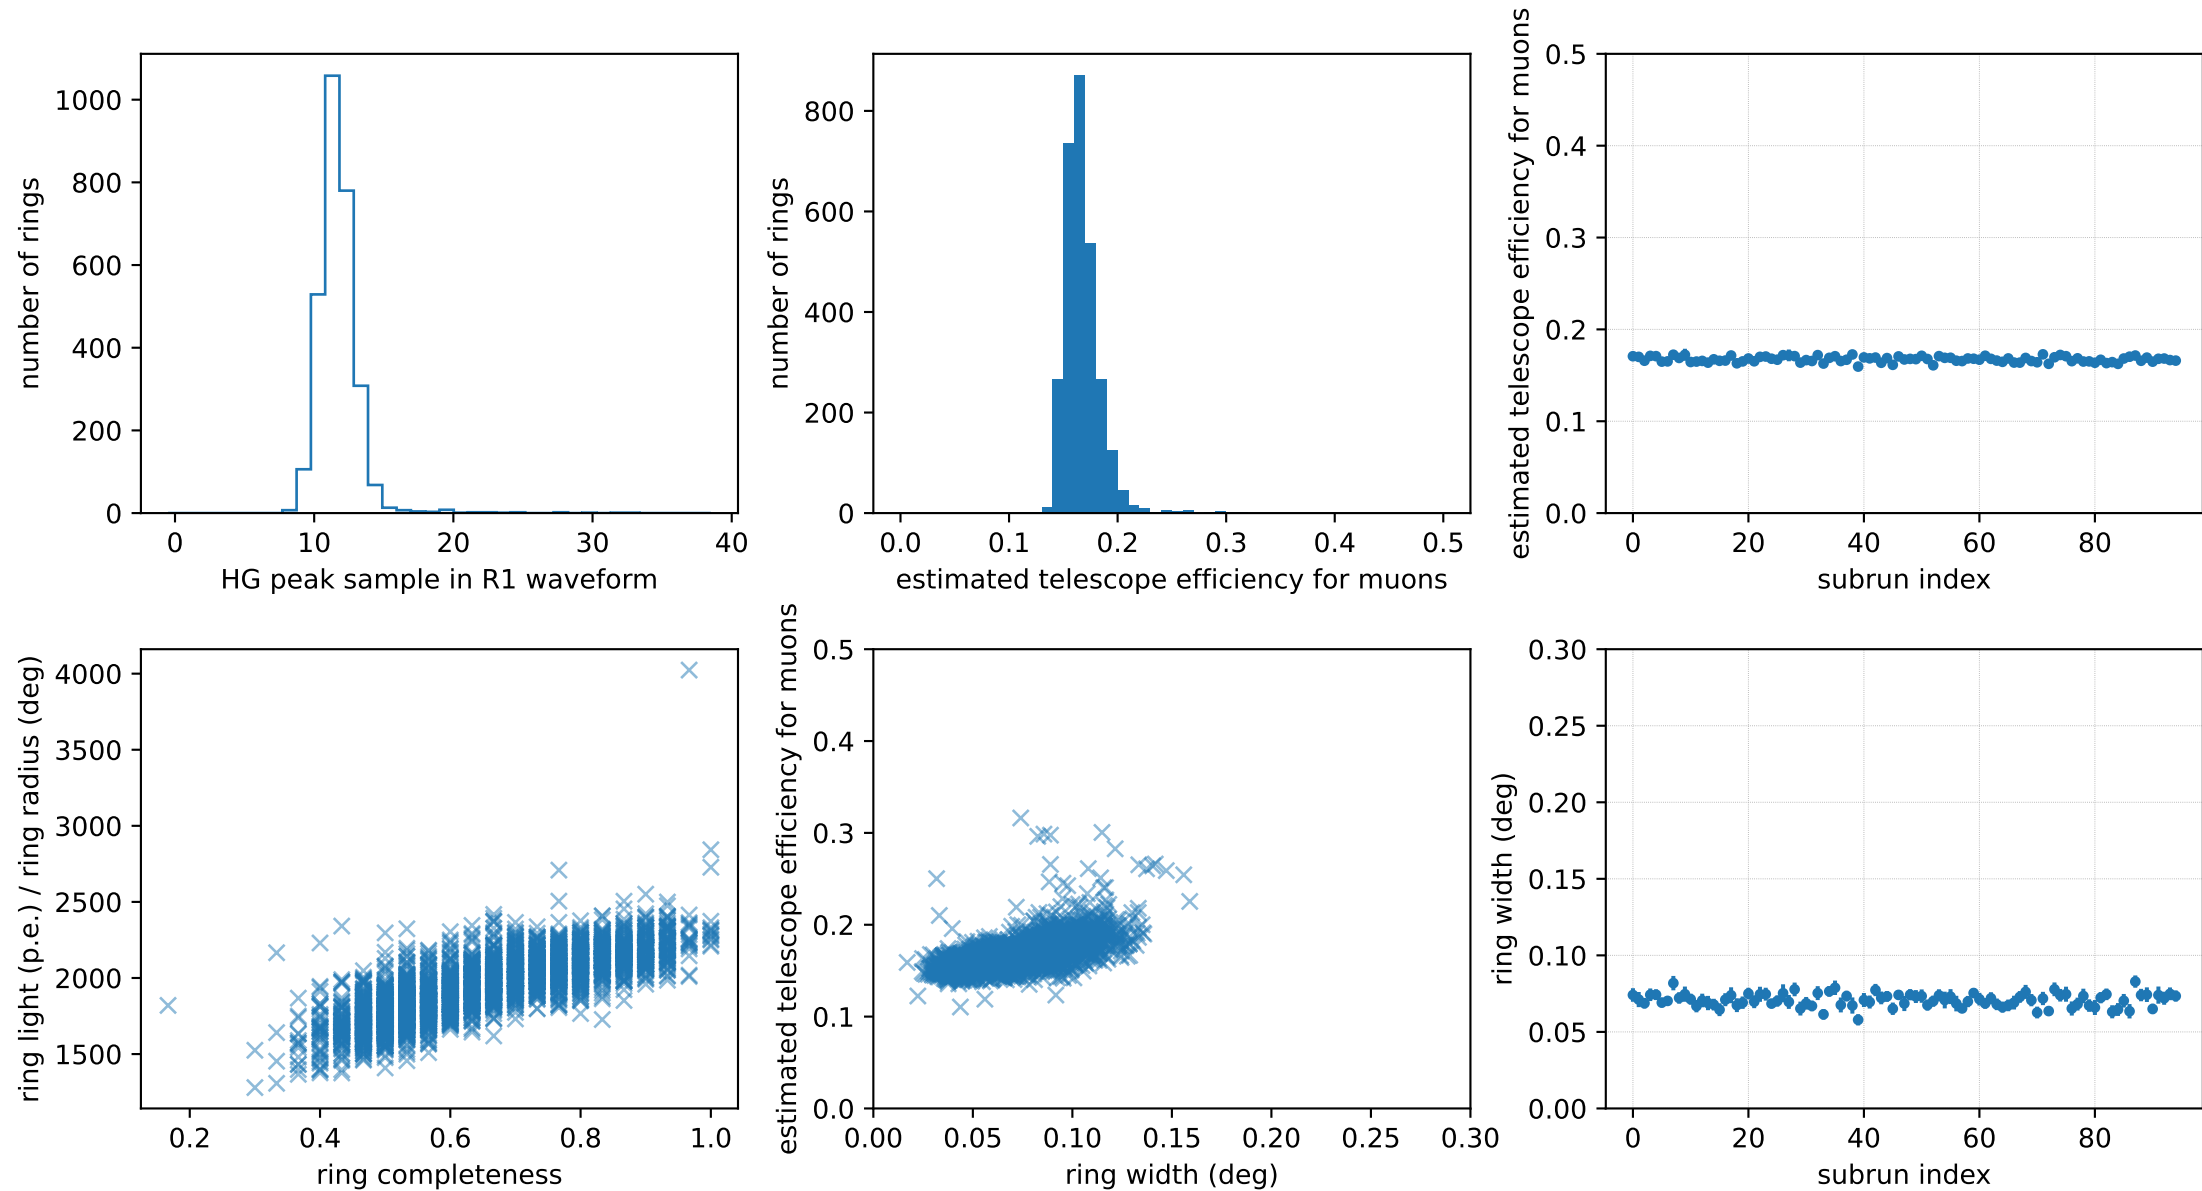 number of rings
1000
800
600
400
200
0
0 10 20 30 40
HG peak sample in R1 waveform
number of rings
800
600
400
200
0
0.0 0.1 0.2 0.3 0.4 0.5
estimated telescope efficiency for muons
estimated telescope efficiency for muons
0.5
0.4
0.3
0.2
0.1
0.0
0 20 40 60 80
subrun index
ring light (p.e.) / ring radius (deg)
4000
3500
3000
2500
2000
1500
0.2 0.4 0.6 0.8 1.0
ring completeness
estimated telescope efficiency for muons
0.5
0.4
0.3
0.2
0.1
0.0
0.00 0.05 0.10 0.15 0.20 0.25 0.30
ring width (deg)
ring width (deg)
0.30
0.25
0.20
0.15
0.10
0.05
0.00
0 20 40 60 80
subrun index